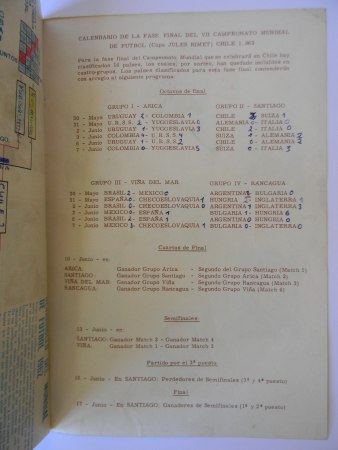 CALENDARIO DE LA FASE FINAL DEL VII CAMPEONATO MUNDIAL
DE FUTBOL (Copa JULES RIMET) CHILE 1.962
Para la fase final del Campeonato Mundial que se celebrará en Chile hay
clasificados 16 países, los cuales, por sorteo, han quedado incluidos en
cuatro grupos. Los países clasificados para esta fase final contenderán
con arreglo al siguiente programa.
Octavos de final
GRUPO I - ARICA
30 - Mayo URUGUAY 2 - COLOMBIA 1
31 - Mayo U.R.S.S. 2 - YUGOESLAVIA 0
2 - Junio URUGUAY - YUGOESLAVIA 3
3 - Junio COLOMBIA 4 - U.R.S.S. 4
6 - Junio URUGUAY - U.R.S.S. 2
7 - Junio COLOMBIA 0 - YUGOESLAVIA 5
GRUPO II - SANTIAGO
CHILE SUIZA 1
ALEMANIA 0 - ITALIA 0
CHILE 2 - ITALIA 0
SUIZA 1 - ALEMANIA 2
CHILE 0 - ALEMANIA 2
SUIZA 0 - ITALIA 3
GRUPO III - VIÑA DEL MAR
30 - Mayo BRASIL 2 - MEXICO 0
31 - Mayo ESPAÑA 0 - CHECOESLOVAQUIA 1
2 - Junio BRASIL 0 - CHECOESLOVAQUIA 0
3 - Junio MEXICO 0 - ESPAÑA 1
6 - Junio BRASIL 2 - ESPAÑA 1
7 - Junio MEXICO - CHECOESLOVAQUIA 1
GRUPO IV - RANCAGUA
ARGENTINA 1 - BULGARIA 0
HUNGRIA - INGLATERRA 1
ARGENTINA 1 - INGLATERRA 3
BULGARIA 1 - HUNGRIA 6
ARGENTINA 0 - HUNGRIA 0
BULGARIA 0 - INGLATERRA 0
Cuartos de Final
10 - Junio - en:
ARICA: Ganador Grupo Arica - Segundo del Grupo Santiago (Match 1)
SANTIAGO: Ganador Grupo Santiago - Segundo Grupo Arica (Match 2)
VIÑA DEL MAR: Ganador Grupo Viña - Segundo Grupo Rancagua (Match 3)
RANCAGUA: Ganador Grupo Rancagua - Segundo Grupo Viña (Match 4)
Semifinales:
13 - Junio - en:
SANTIAGO: Ganador Match 2 - Ganador Match 4
VIÑA: Ganador Match 1 - Ganador Match 3
Partido por el 3º puesto
16 - Junio - En SANTIAGO: Perdedores de Semifinales (3º y 4º puesto)
Final
17 - Junio - En SANTIAGO: Ganadores de Semifinales (1º y 2º puesto)